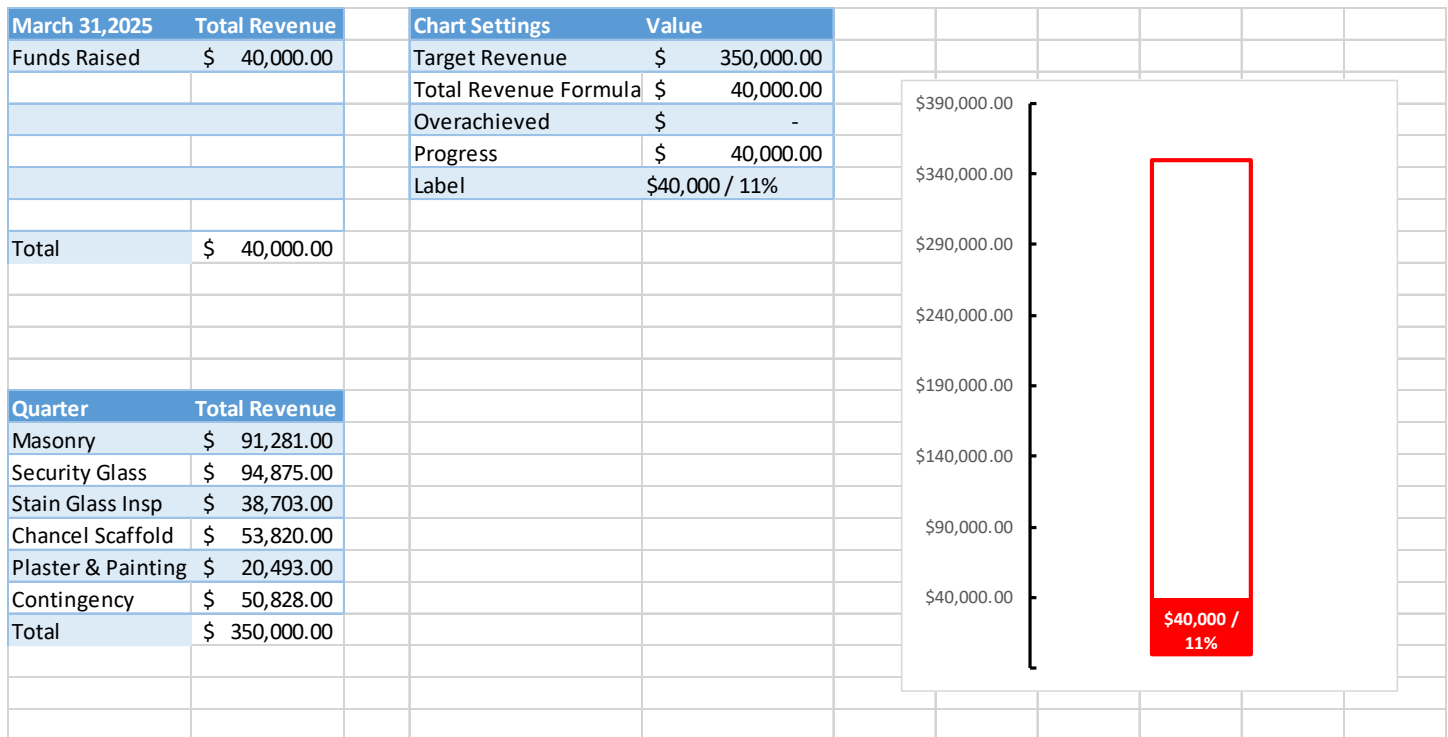 March 31,2025 Total Revenue
Funds Raised $ 40,000.00
Total $ 40,000.00
Chart Settings Value
Target Revenue $ 350,000.00
Total Revenue Formula $ 40,000.00
Overachieved $ -
Progress $ 40,000.00
Label $40,000 / 11%
Quarter Total Revenue
Masonry $ 91,281.00
Security Glass $ 94,875.00
Stain Glass Insp $ 38,703.00
Chancel Scaffold $ 53,820.00
Plaster & Painting $ 20,493.00
Contingency $ 50,828.00
Total $ 350,000.00
$390,000.00
$340,000.00
$290,000.00
$240,000.00
$190,000.00
$140,000.00
$90,000.00
$40,000.00
$40,000 /
11%